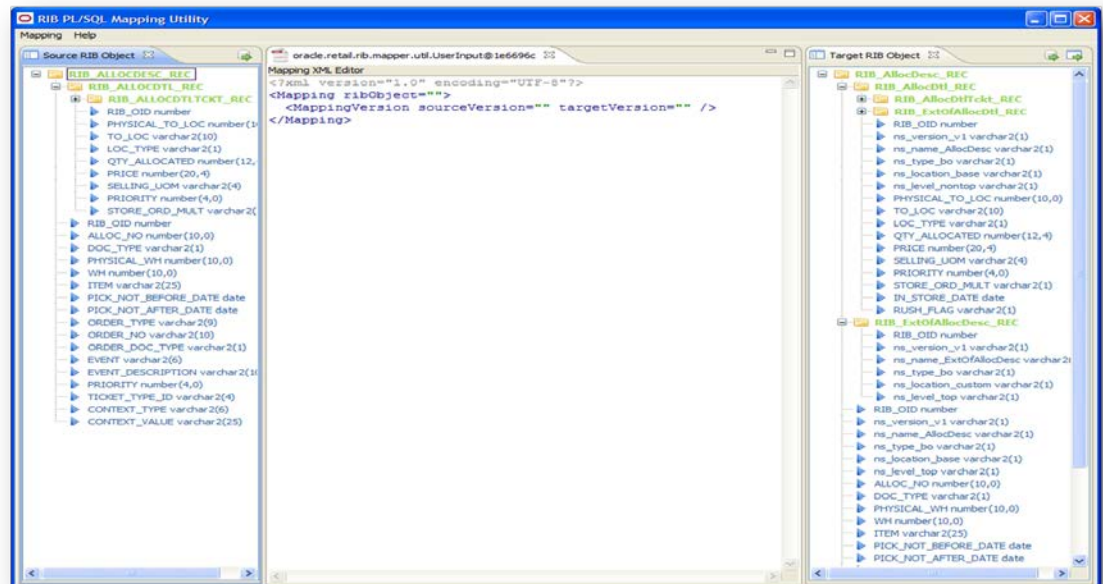 RIB PL/SQL Mapping Utility
Mapping Help
Source RIB Object
RIB_ALLOCDESC_REC
RIB_ALLOCDTL_REC
RIB_ALLOCDTLTCKT_REC
RIB_OID number
PHYSICAL_TO_LOC number(1
TO_LOC varchar2(10)
LOC_TYPE varchar2(1)
QTY_ALLOCATED number(12,
PRICE number(20,4)
SELLING_UOM varchar2(4)
PRIORITY number(4,0)
STORE_ORD_MULT varchar2(
RIB_OID number
ALLOC_NO number(10,0)
DOC_TYPE varchar2(1)
PHYSICAL_WH number(10,0)
WH number(10,0)
ITEM varchar2(25)
PICK_NOT_BEFORE_DATE date
PICK_NOT_AFTER_DATE date
ORDER_TYPE varchar2(9)
ORDER_NO varchar2(10)
ORDER_DOC_TYPE varchar2(1)
EVENT varchar2(6)
EVENT_DESCRIPTION varchar2(10
PRIORITY number(4,0)
TICKET_TYPE_ID varchar2(4)
CONTEXT_TYPE varchar2(6)
CONTEXT_VALUE varchar2(25)
oracle.retail.rib.mapper.util.UserInput@1e6696c
Mapping XML Editor
<?xml version="1.0" encoding="UTF-8"?>
<Mapping ribObject="">
<MappingVersion sourceVersion="" targetVersion="" />
</Mapping>
Target RIB Object
RIB_AllocDesc_REC
RIB_AllocDtl_REC
RIB_AllocDtlTckt_REC
RIB_ExtOfAllocDtl_REC
RIB_OID number
ns_version_v1 varchar2(1)
ns_name_AllocDesc varchar2(1)
ns_type_bo varchar2(1)
ns_location_base varchar2(1)
ns_level_nontop varchar2(1)
PHYSICAL_TO_LOC number(10,0)
TO_LOC varchar2(10)
LOC_TYPE varchar2(1)
QTY_ALLOCATED number(12,4)
PRICE number(20,4)
SELLING_UOM varchar2(4)
PRIORITY number(4,0)
STORE_ORD_MULT varchar2(1)
IN_STORE_DATE date
RUSH_FLAG varchar2(1)
RIB_ExtOfAllocDesc_REC
RIB_OID number
ns_version_v1 varchar2(1)
ns_name_ExtOfAllocDesc varchar2(
ns_type_bo varchar2(1)
ns_location_custom varchar2(1)
ns_level_top varchar2(1)
RIB_OID number
ns_version_v1 varchar2(1)
ns_name_AllocDesc varchar2(1)
ns_type_bo varchar2(1)
ns_location_base varchar2(1)
ns_level_top varchar2(1)
ALLOC_NO number(10,0)
DOC_TYPE varchar2(1)
PHYSICAL_WH number(10,0)
WH number(10,0)
ITEM varchar2(25)
PICK_NOT_BEFORE_DATE date
PICK_NOT_AFTER_DATE date